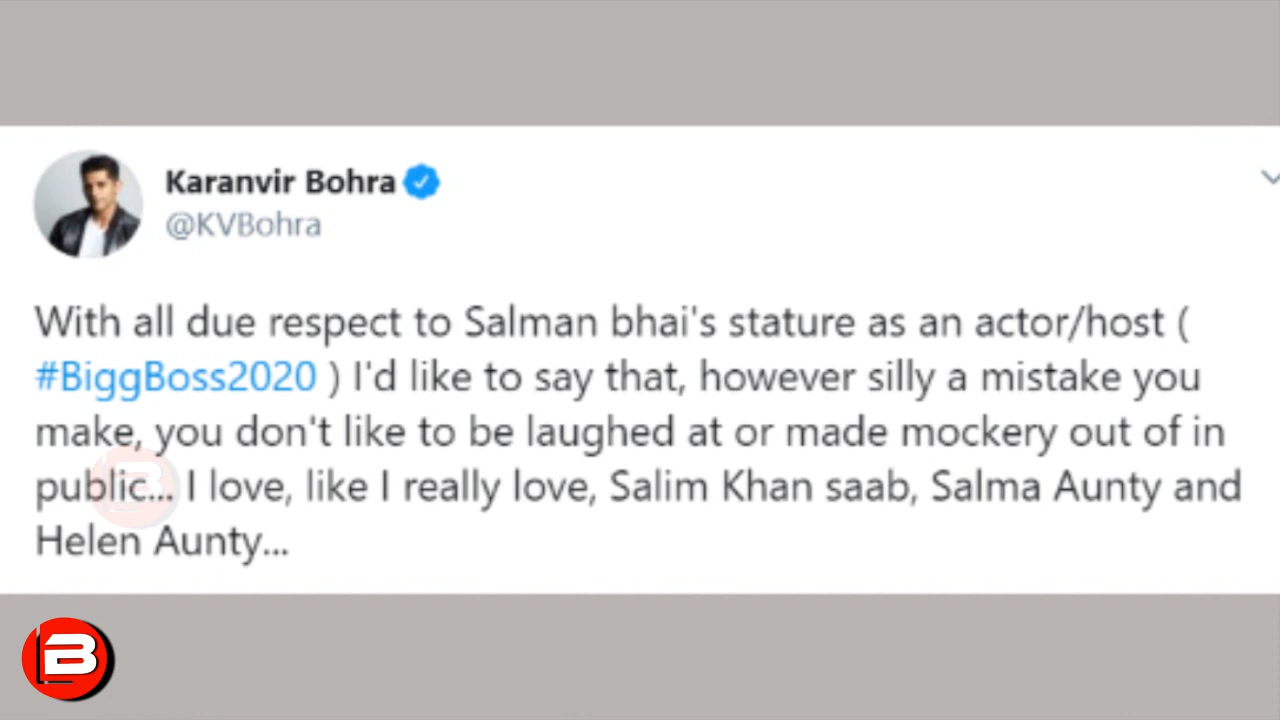 Karanvir Bohra
@KVBohra
With all due respect to Salman bhai's stature as an actor/host (
#BiggBoss2020 ) I'd like to say that, however silly a mistake you
make, you don't like to be laughed at or made mockery out of in
public... I love, like I really love, Salim Khan saab, Salma Aunty and
Helen Aunty...
B